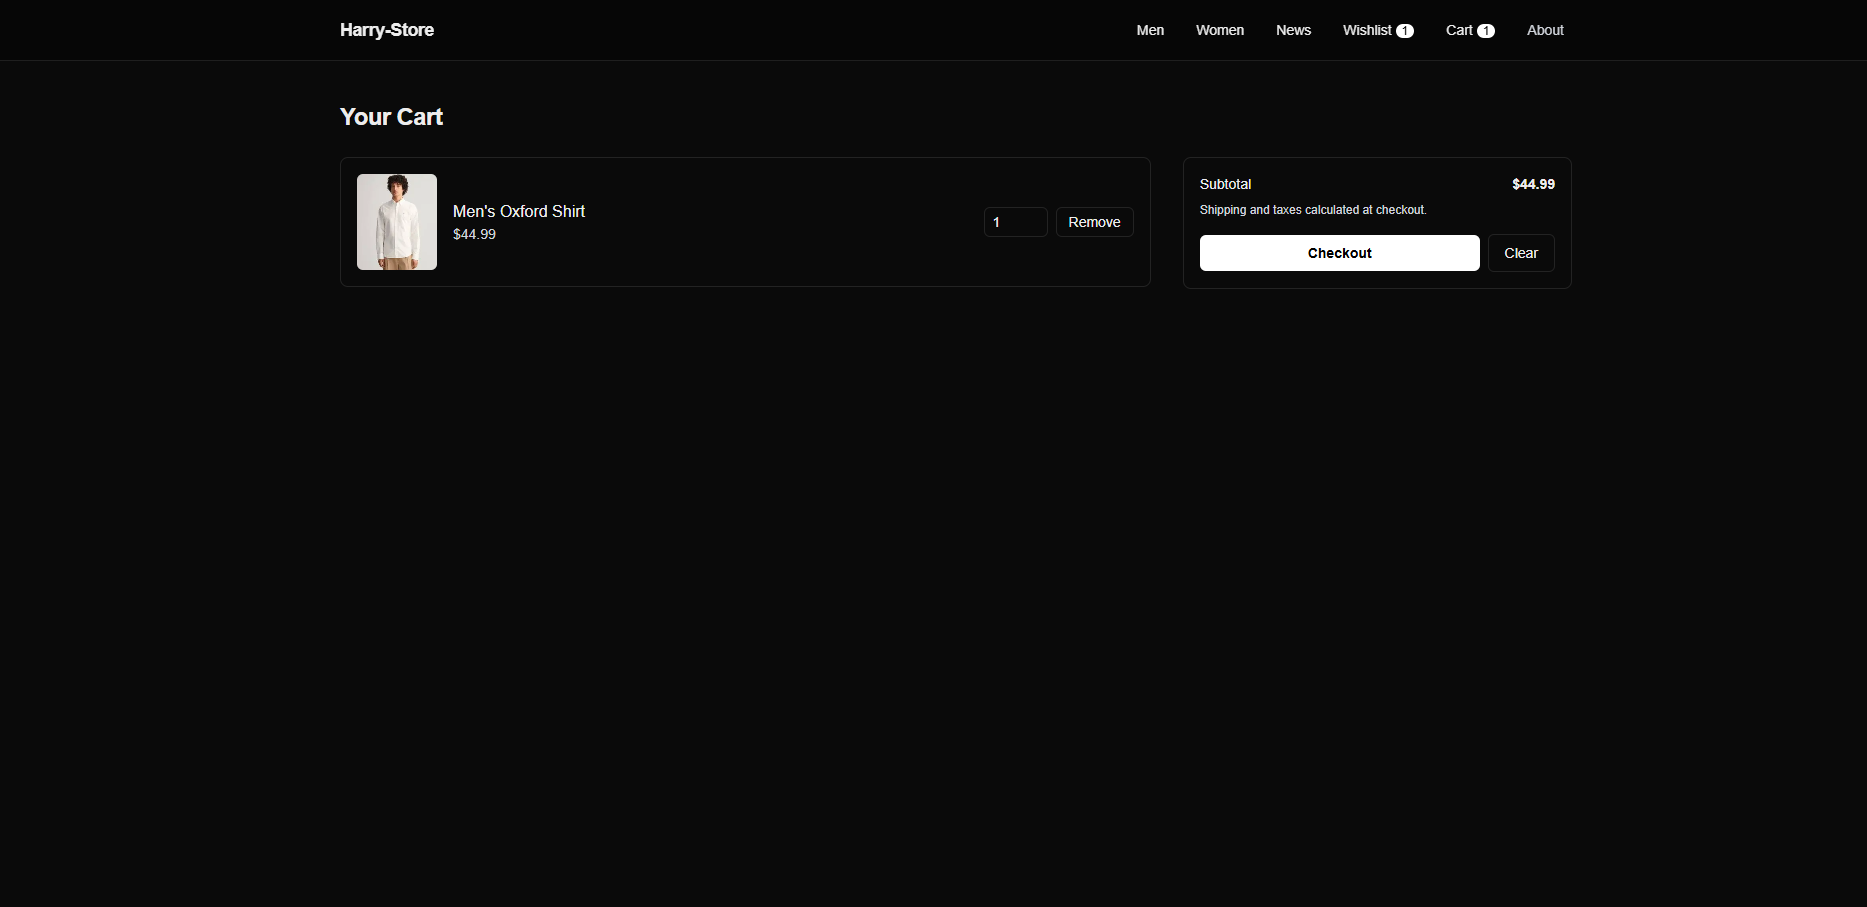 Harry-Store
Men Women News Wishlist 1 Cart 1 About
Your Cart
Men's Oxford Shirt
$44.99
1 Remove
Subtotal $44.99
Shipping and taxes calculated at checkout.
Checkout Clear